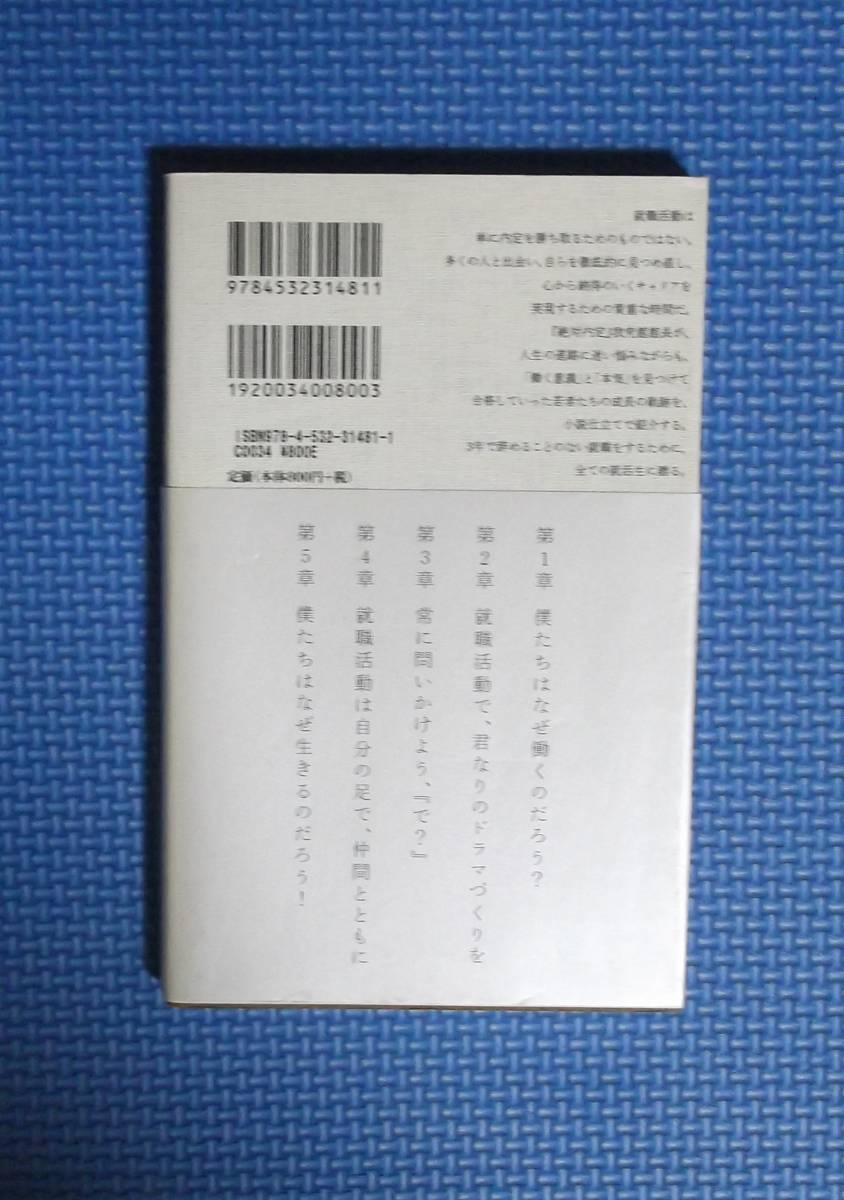 9784532314811
1920034008003
ISBN978-4-532-31481-1
C0034 ¥800E
定価(本体800円+税)
就職活動は
単に内定を勝ち取るためのものではない。
多くの人と出会い、自らを徹底的に見つめ直し、
心から納得のいくキャリアを
実現するための貴重な時間だ。
『絶対内定』我究館館長が、
人生の進路に迷い悩みながらも、
「働く意義」と「本気」を見つけて
合格していった若者たちの成長の軌跡を、
小説仕立てで紹介する。
3年で辞めることのない就職をするために、
全ての就活生に贈る。
第1章 僕たちはなぜ働くのだろう?
第2章 就職活動で、君なりのドラマづくりを
第3章 常に問いかけよう、『で?』
第4章 就職活動は自分の足で、仲間とともに
第5章 僕たちはなぜ生きるのだろう!